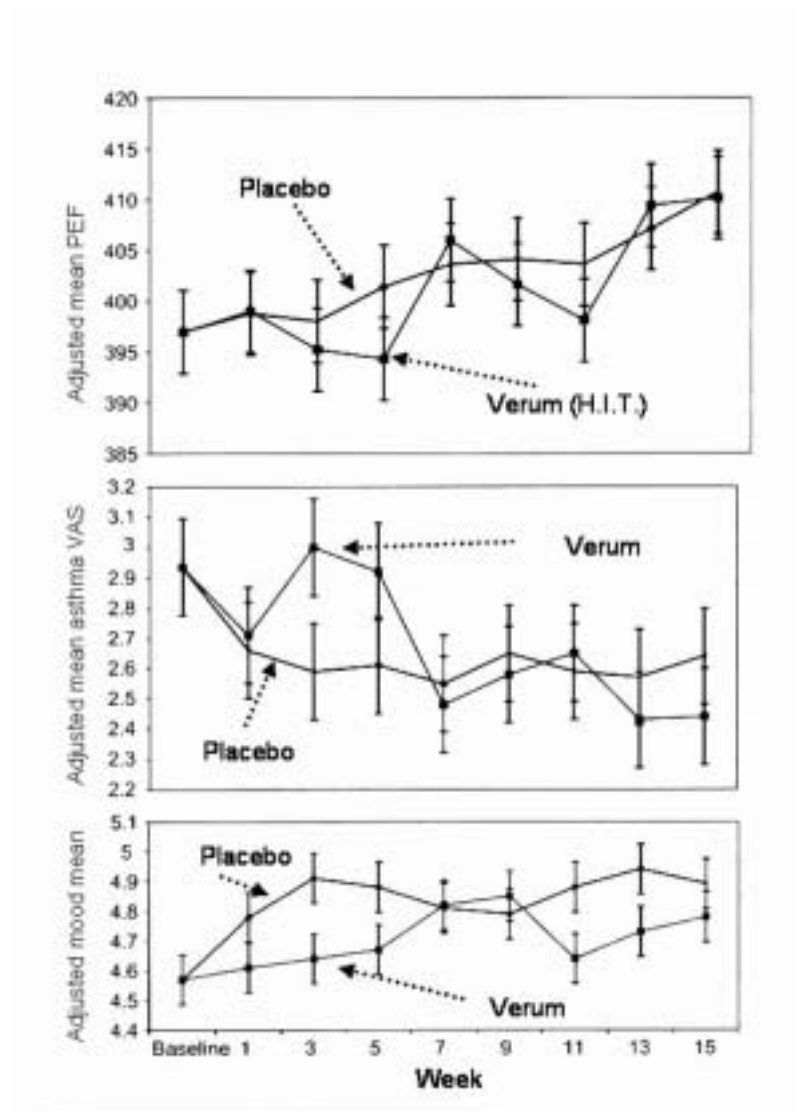 420
415
410
405
400
395
390
385
Adjusted mean PEF
Placebo
Verum (H.I.T.)
3.2
3.1
3
2.9
2.8
2.7
2.6
2.5
2.4
2.3
2.2
Adjusted mean asthma VAS
Verum
Placebo
5.1
5
4.9
4.8
4.7
4.6
4.5
4.4
Adjusted mood mean
Placebo
Verum
Baseline 1 3 5 7 9 11 13 15
Week